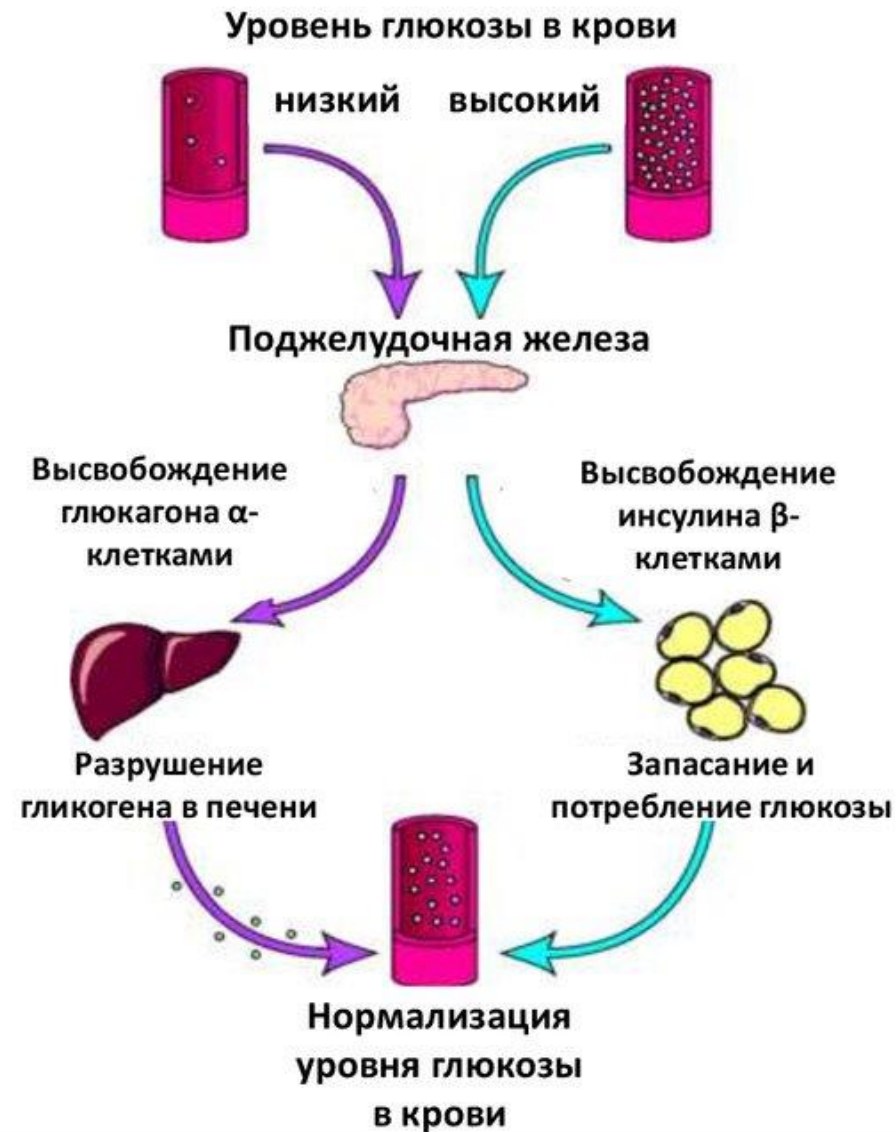 Уровень глюкозы в крови
низкий высокий
Поджелудочная железа
Высвобождение
глюкагона α-
клетками
Высвобождение
инсулина β-
клетками
Разрушение
гликогена в печени
Запасание и
потребление глюкозы
Нормализация
уровня глюкозы
в крови